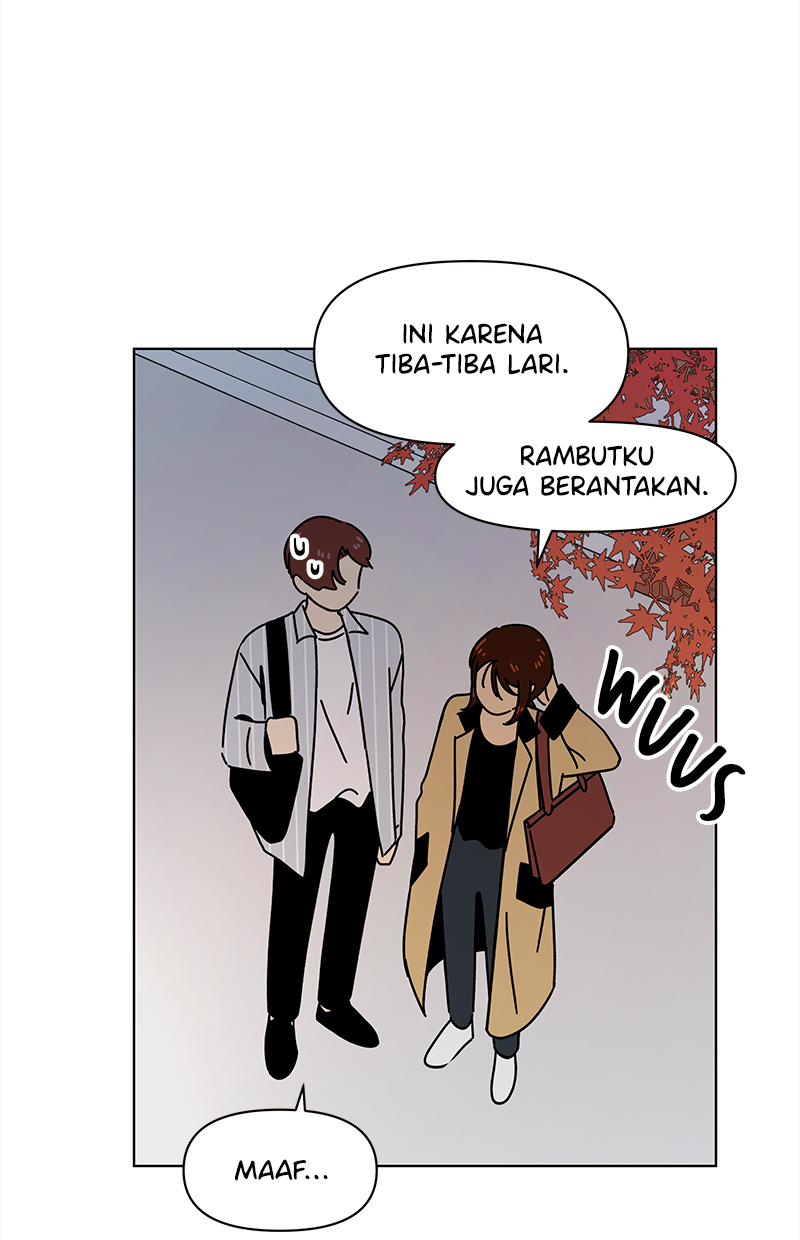 INI KARENA
TIBA-TIBA LARI.
RAMBUTKU
JUGA BERANTAKAN.
WUUS
MAAF...